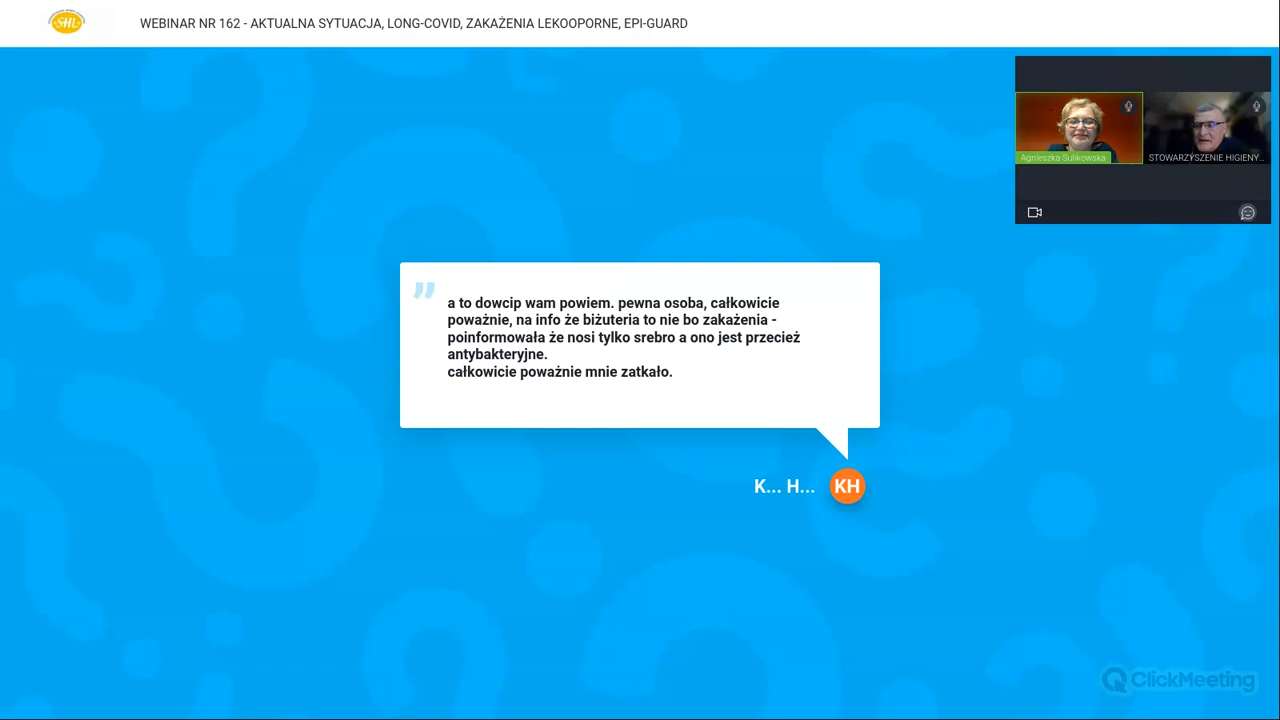 SHL
WEBINAR NR 162 - AKTUALNA SYTUACJA, LONG-COVID, ZAKAŻENIA LEKOOPORNE, EPI-GUARD
Agnieszka Sulikowska
STOWARZYSZENIE HIGIENY...
a to dowcip wam powiem. pewna osoba, całkowicie
poważnie, na info że biżuteria to nie bo zakażenia -
poinformowała że nosi tylko srebro a ono jest przecież
antybakteryjne.
całkowicie poważnie mnie zatkało.
K... H...
KH
ClickMeeting